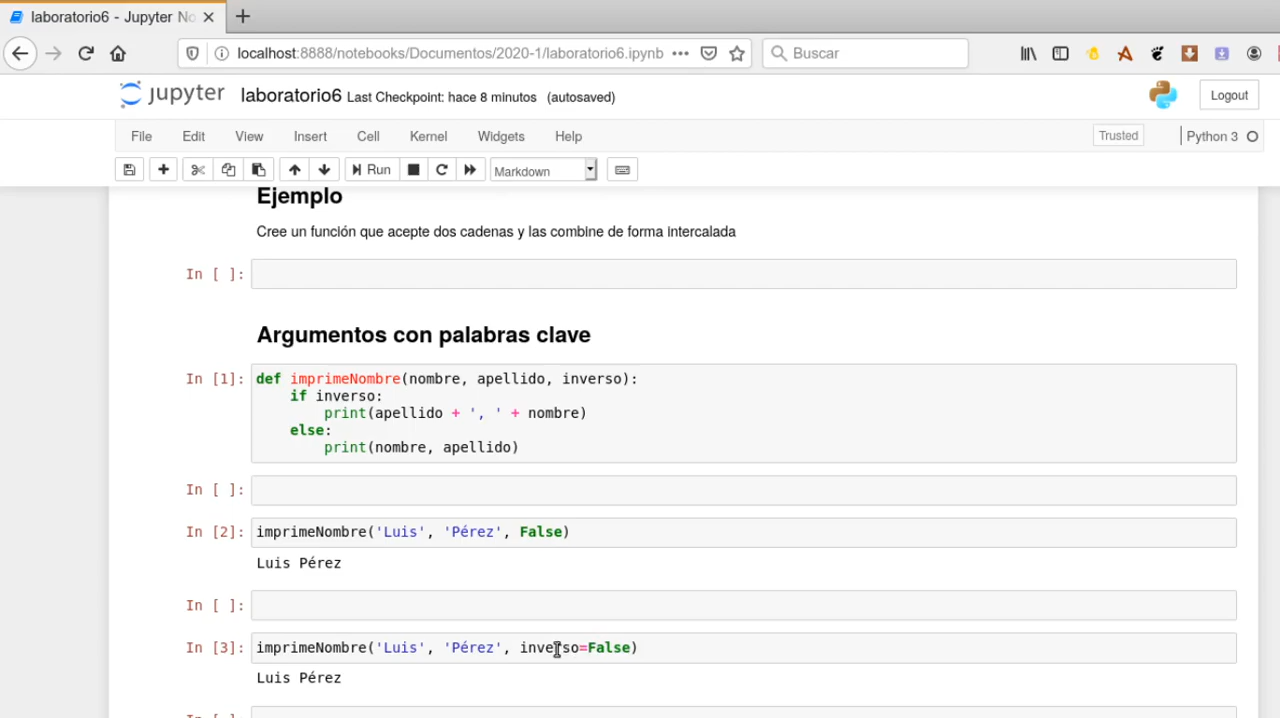 laboratorio6 - Jupyter No
localhost:8888/notebooks/Documentos/2020-1/laboratorio6.ipynb
Buscar
jupyter laboratorio6 Last Checkpoint: hace 8 minutos (autosaved)
Logout
File Edit View Insert Cell Kernel Widgets Help
Trusted
Python 3
Run
Markdown
Ejemplo
Cree un función que acepte dos cadenas y las combine de forma intercalada
In [ ]:
Argumentos con palabras clave
In [1]: def imprimeNombre(nombre, apellido, inverso):
if inverso:
print(apellido + ', ' + nombre)
else:
print(nombre, apellido)
In [ ]:
In [2]: imprimeNombre('Luis', 'Pérez', False)
Luis Pérez
In [ ]:
In [3]: imprimeNombre('Luis', 'Pérez', inverso=False)
Luis Pérez